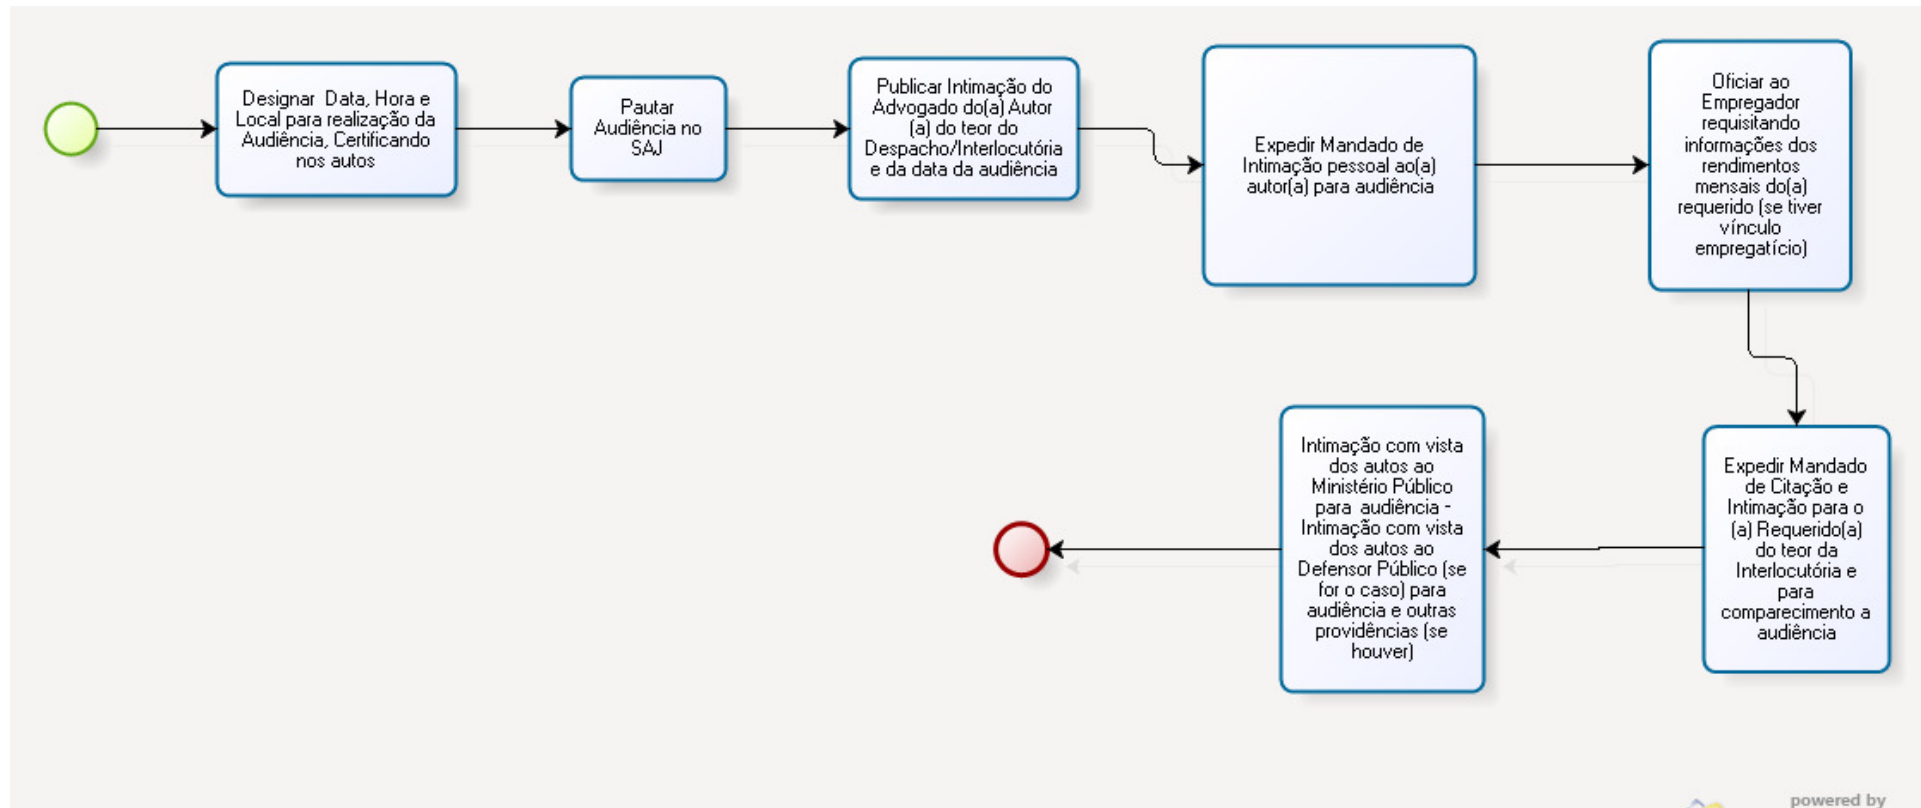 Designar Data, Hora e
Local para realização da
Audiência, Certificando
nos autos
Pautar
Audiência no
SAJ
Publicar Intimação do
Advogado do(a) Autor
(a) do teor do
Despacho/Interlocutória
e da data da audiência
Expedir Mandado de
Intimação pessoal ao(a)
autor(a) para audiência
Oficiar ao
Empregador
requisitando
informações dos
rendimentos
mensais do(a)
requerido (se tiver
vínculo
empregatício)
Expedir Mandado
de Citação e
Intimação para o
(a) Requerido(a)
do teor da
Interlocutória e
para
comparecimento a
audiência
Intimação com vista
dos autos ao
Ministério Público
para audiência -
Intimação com vista
dos autos ao
Defensor Público (se
for o caso) para
audiência e outras
providências (se
houver)
powered by